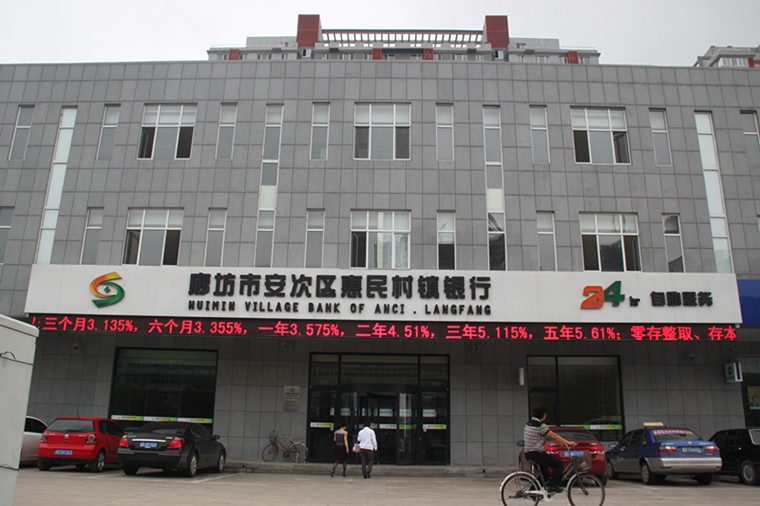 廊坊市安次区惠民村镇银行
HUIMIN VILLAGE BANK OF ANCI . LANGFANG
24 hr 自助服务
三个月3.135%，六个月3.355%，一年3.575%，二年4.51%，三年5.115%，五年5.61%；零存整取、存本